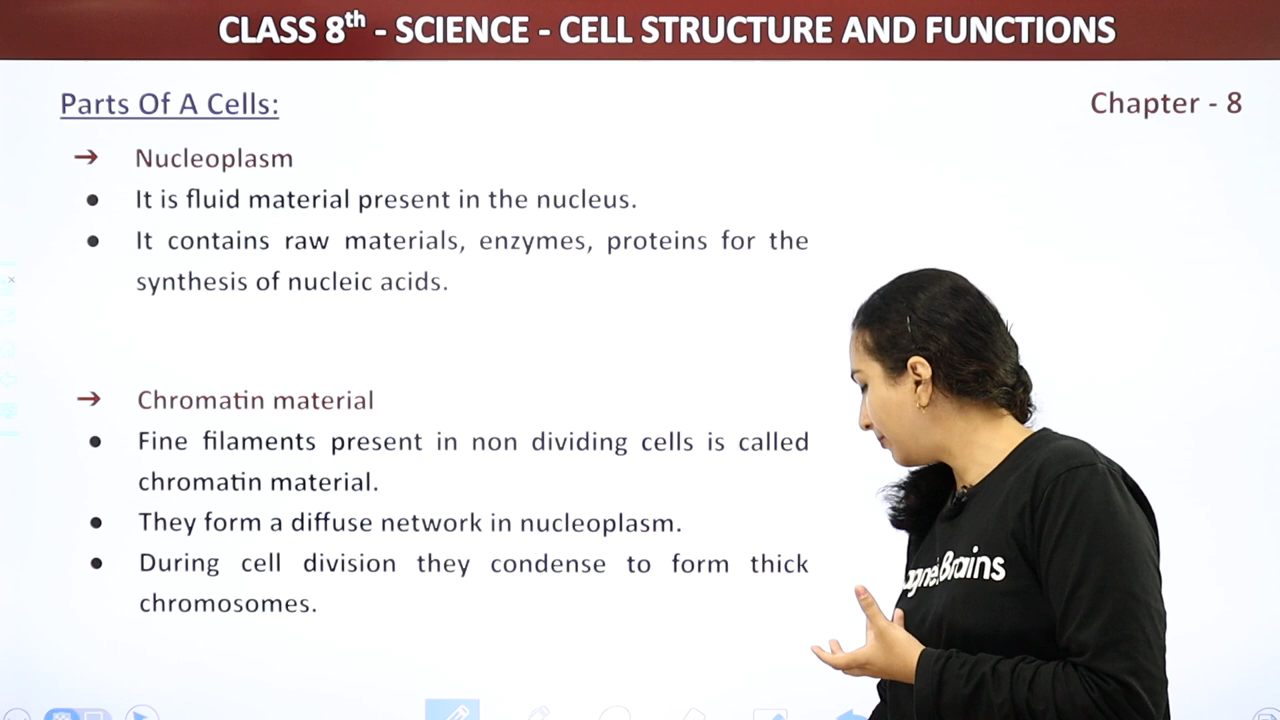 CLASS 8th - SCIENCE - CELL STRUCTURE AND FUNCTIONS
Parts Of A Cells:
Chapter - 8
➔ Nucleoplasm
● It is fluid material present in the nucleus.
● It contains raw materials, enzymes, proteins for the
synthesis of nucleic acids.
➔ Chromatin material
● Fine filaments present in non dividing cells is called
chromatin material.
● They form a diffuse network in nucleoplasm.
● During cell division they condense to form thick
chromosomes.
Brains